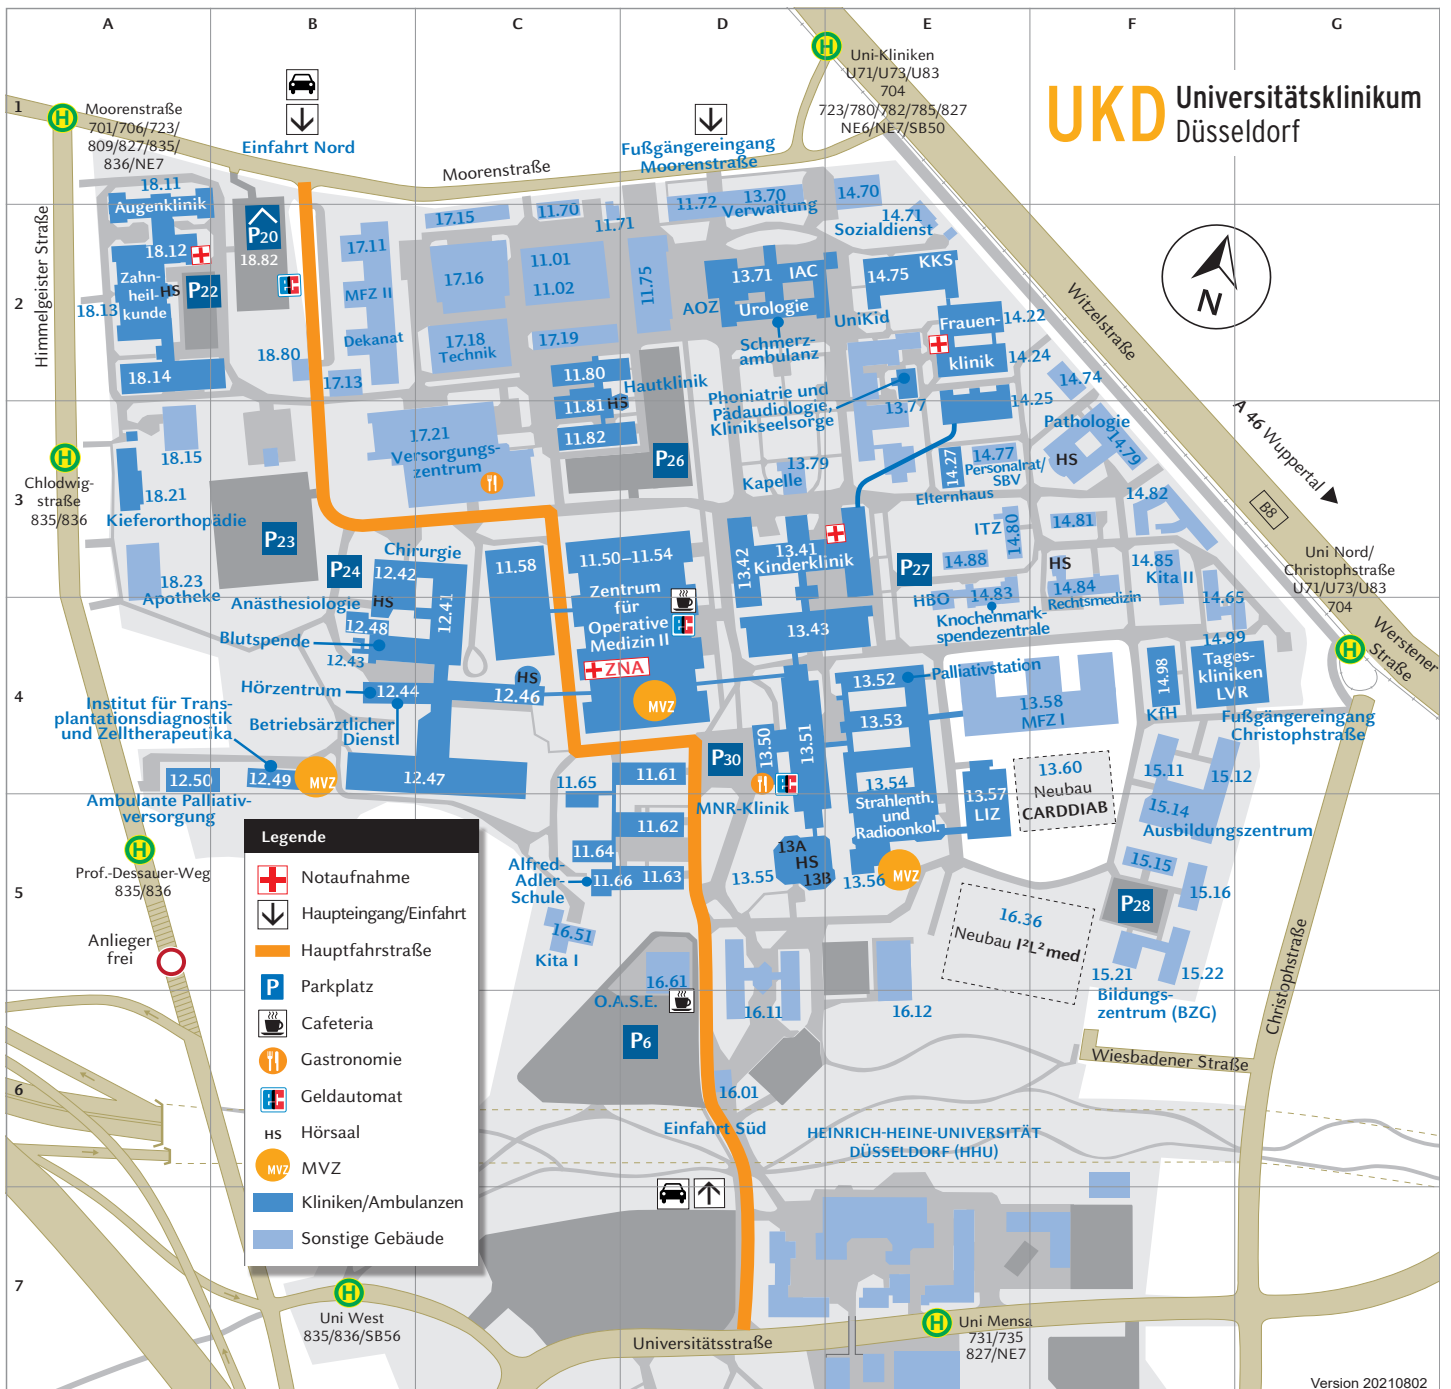 A
B
C
D
E
F
G
1
2
3
4
5
6
7
UKD Universitätsklinikum
Düsseldorf
H
Moorenstraße
701/706/723/
809/827/835/
836/NE7
Einfahrt Nord
Moorenstraße
Fußgängereingang
Moorenstraße
H
Uni-Kliniken
U71/U73/U83
704
723/780/782/785/827
NE6/NE7/SB50
Himmelgeister Straße
18.11
Augenklinik
18.12
Zahn-
heil-
kunde
HS
P22
18.13
18.14
P20
18.82
EC
18.80
17.11
MFZ II
Dekanat
17.13
17.15
17.16
17.18
Technik
17.19
11.70
11.71
11.01
11.02
11.75
11.72
13.70
Verwaltung
14.70
14.71
Sozialdienst
13.71
IAC
AOZ
Urologie
Schmerz-
ambulanz
14.75
KKS
UniKid
Frauen-
klinik
14.22
14.24
14.25
Witzelstraße
N
11.80
11.81
HS
11.82
Hautklinik
P26
Phoniatrie und
Pädaudiologie,
Klinikseelsorge
13.77
14.74
Pathologie
HS
14.79
A 46 Wuppertal
B8
H
Chlodwig-
straße
835/836
18.15
18.21
Kieferorthopädie
18.23
Apotheke
17.21
Versorgungs-
zentrum
13.79
Kapelle
14.27
14.77
Personalrat/
SBV
Elternhaus
14.82
P23
P24
Chirurgie
12.42
HS
12.41
Anästhesiologie
12.48
Blutspende
12.43
11.58
11.50–11.54
Zentrum
für
Operative
Medizin II
EC
ZNA
MVZ
13.42
13.41
Kinderklinik
13.43
P27
ITZ
14.80
14.81
14.88
HBO
14.83
Knochenmark-
spendezentrale
HS
14.84
Rechtsmedizin
14.85
Kita II
14.65
Uni Nord/
Christophstraße
U71/U73/U83
704
H
Werstener
Straße
14.99
Tages-
kliniken
LVR
14.98
KfH
Fußgängereingang
Christophstraße
Hörzentrum
12.44
HS
12.46
Institut für Trans-
plantationsdiagnostik
und Zelltherapeutika
Betriebsärztlicher
Dienst
12.50
12.49
MVZ
12.47
Ambulante Palliativ-
versorgung
13.52
Palliativstation
13.53
13.58
MFZ I
13.50
13.51
P30
EC
MNR-Klinik
13.54
Strahlenth.
und
Radioonkol.
13.57
LIZ
13.60
Neubau
CARDDIAB
15.11
15.12
15.14
Ausbildungszentrum
15.15
15.16
P28
11.61
11.65
11.62
11.64
11.66
11.63
Alfred-
Adler-
Schule
13A
HS
13B
13.55
13.56
MVZ
16.36
Neubau I²L²med
15.21
15.22
Bildungs-
zentrum (BZG)
Christophstraße
H
Prof.-Dessauer-Weg
835/836
Anlieger
frei
16.51
Kita I
16.61
O.A.S.E.
P6
16.11
16.12
16.01
Einfahrt Süd
Wiesbadener Straße
HEINRICH-HEINE-UNIVERSITÄT
DÜSSELDORF (HHU)
Legende
Notaufnahme
Haupteingang/Einfahrt
Hauptfahrstraße
P Parkplatz
Cafeteria
Gastronomie
EC Geldautomat
HS Hörsaal
MVZ MVZ
Kliniken/Ambulanzen
Sonstige Gebäude
H
Uni West
835/836/SB56
Universitätsstraße
H
Uni Mensa
731/735
827/NE7
Version 20210802